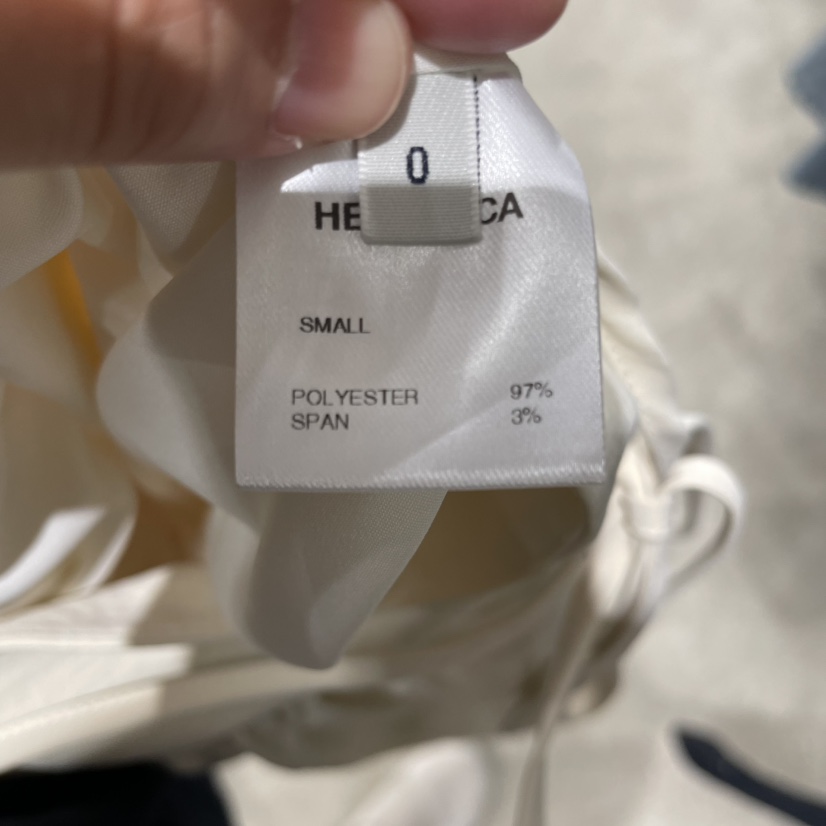 0
HE CA
SMALL
POLYESTER 97%
SPAN 3%